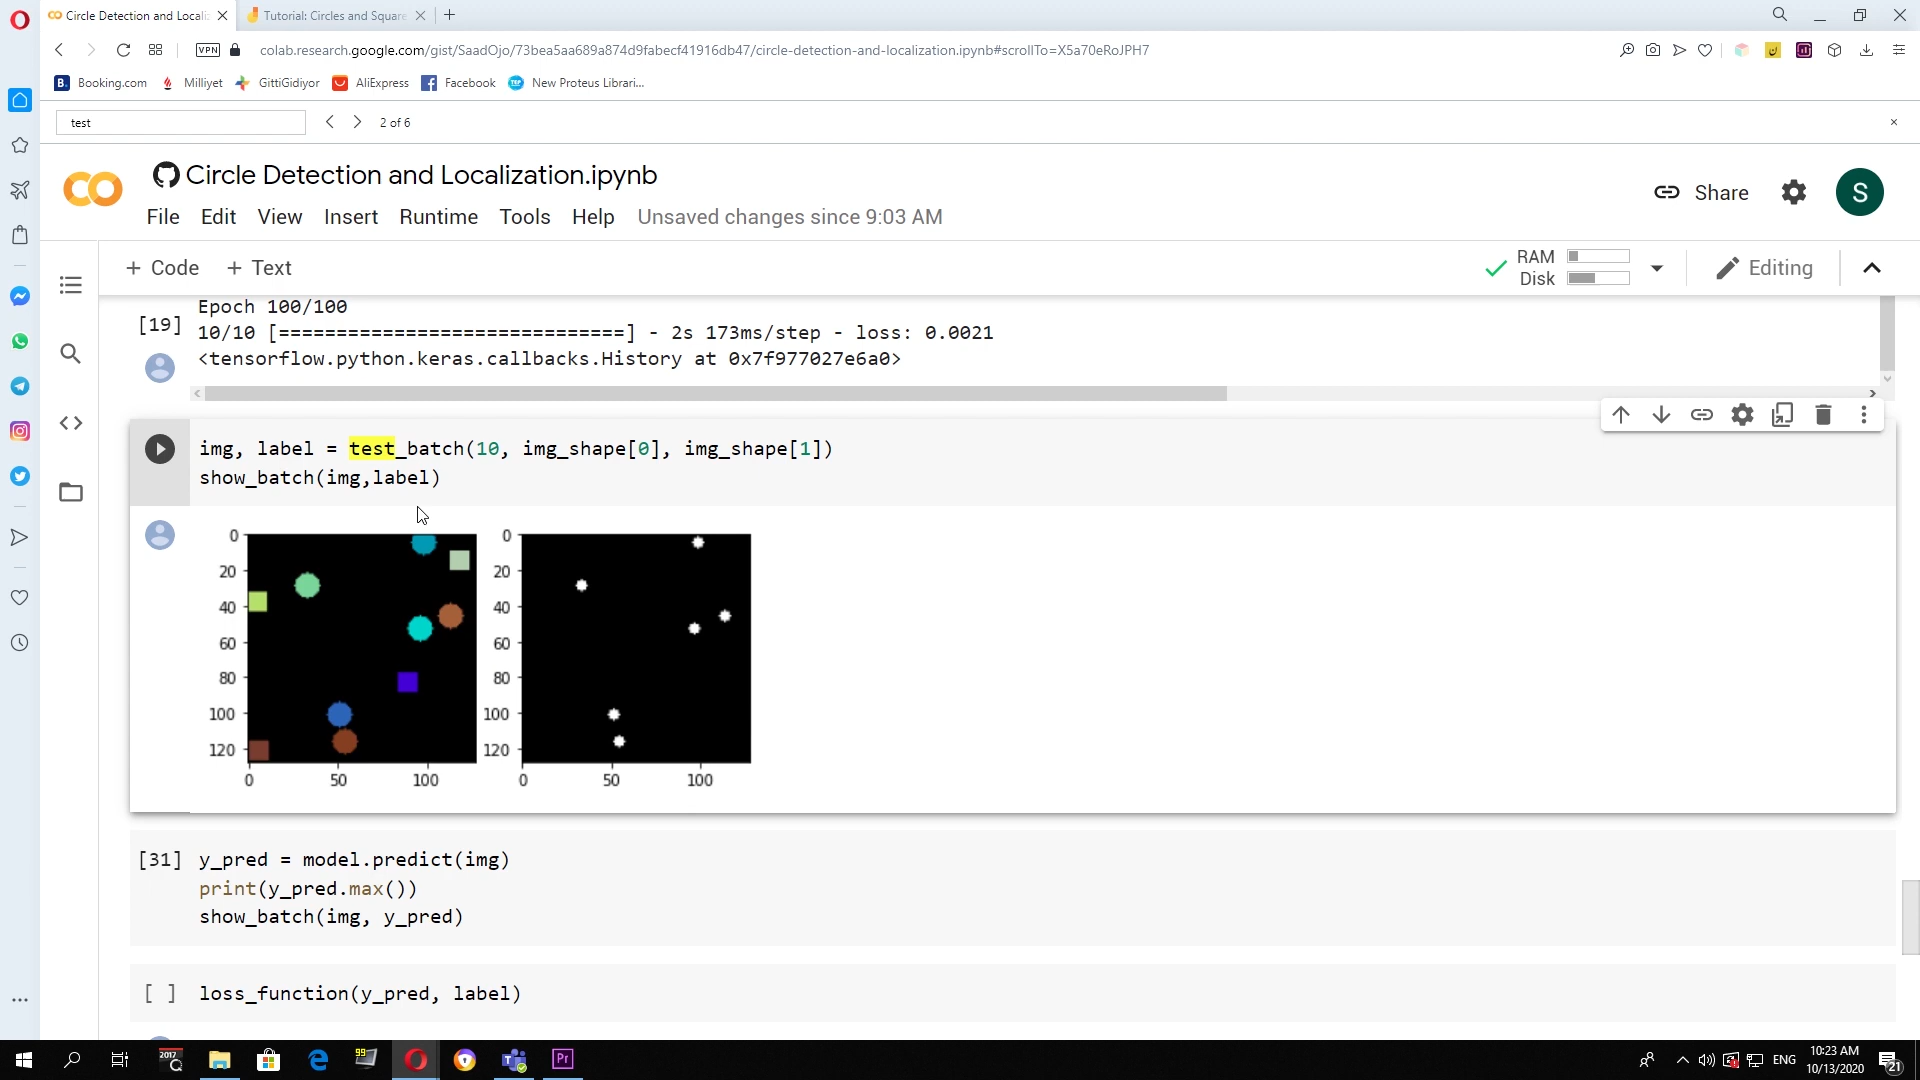 Circle Detection and Localiz
Tutorial: Circles and Square
VPN
colab.research.google.com/gist/SaadOjo/73bea5aa689a874d9fabecf41916db47/circle-detection-and-localization.ipynb#scrollTo=X5a70eRoJPH7
B. Booking.com Milliyet GittiGidiyor AliExpress Facebook New Proteus Librari...
test 2 of 6
Circle Detection and Localization.ipynb
Share
S
File Edit View Insert Runtime Tools Help Unsaved changes since 9:03 AM
+ Code + Text
RAM
Disk
Editing
Epoch 100/100
[19]
10/10 [==============================] - 2s 173ms/step - loss: 0.0021
<tensorflow.python.keras.callbacks.History at 0x7f977027e6a0>
img, label = test_batch(10, img_shape[0], img_shape[1])
show_batch(img,label)
0 0
20 20
40 40
60 60
80 80
100 100
120 120
0 50 100 0 50 100
[31] y_pred = model.predict(img)
print(y_pred.max())
show_batch(img, y_pred)
[ ] loss_function(y_pred, label)
2017
99
Pr
ENG
10:23 AM
10/13/2020
21